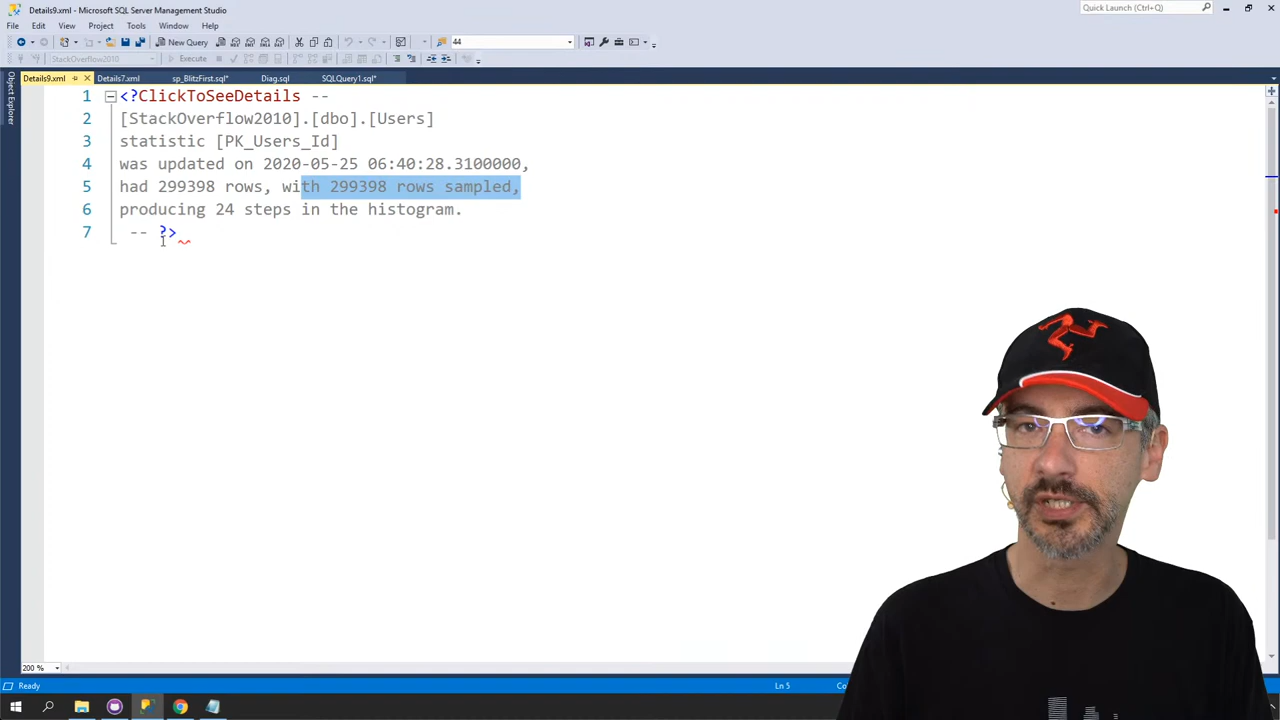 Details9.xml - Microsoft SQL Server Management Studio
Quick Launch (Ctrl+Q)
File Edit View Project Tools Window Help
New Query
44
StackOverflow2010
Execute
Object Explorer
Details9.xml
Details7.xml
sp_BlitzFirst.sql*
Diag.sql
SQLQuery1.sql*
1 <?ClickToSeeDetails --
2 [StackOverflow2010].[dbo].[Users]
3 statistic [PK_Users_Id]
4 was updated on 2020-05-25 06:40:28.3100000,
5 had 299398 rows, with 299398 rows sampled,
6 producing 24 steps in the histogram.
7 -- ?>
200 %
Ready
Ln 5